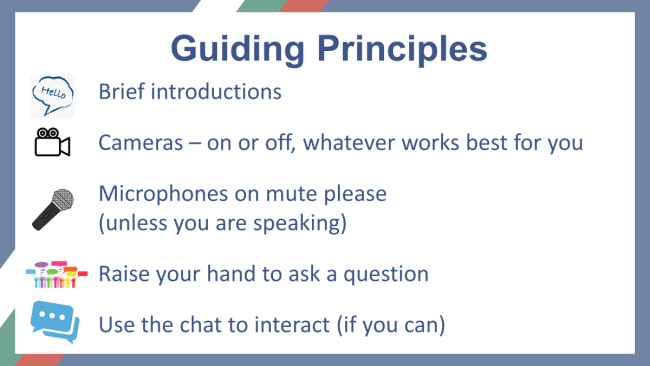 Guiding Principles
Hello
Brief introductions
Cameras – on or off, whatever works best for you
Microphones on mute please
(unless you are speaking)
Raise your hand to ask a question
Use the chat to interact (if you can)